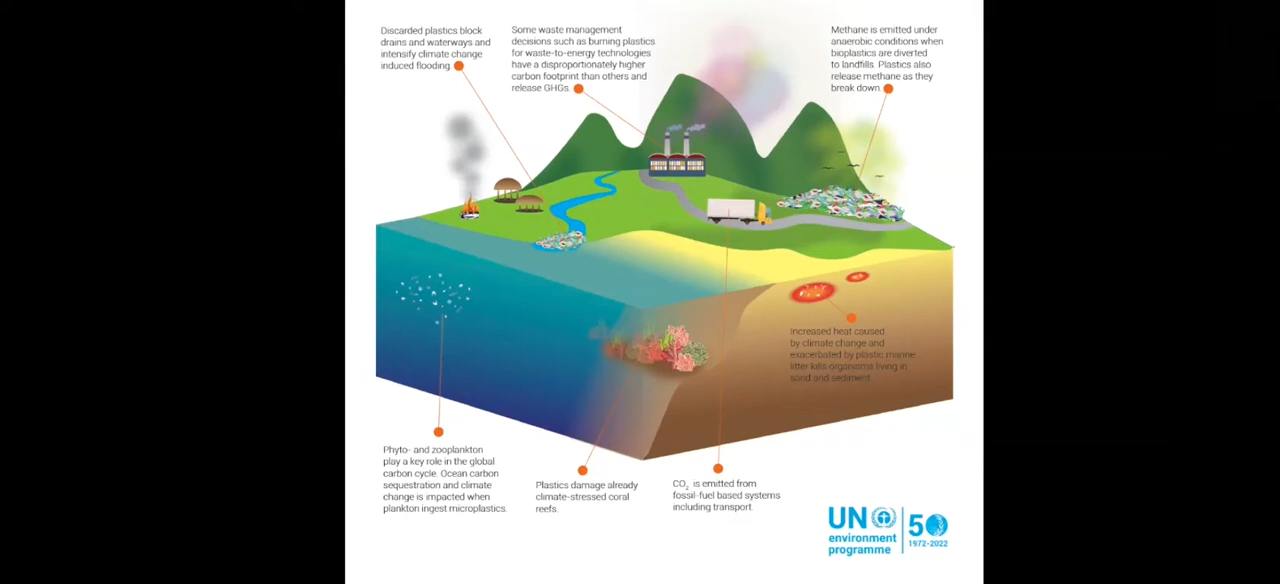 Discarded plastics block
drains and waterways and
intensify climate change
induced flooding.
Some waste management
decisions such as burning plastics
for waste-to-energy technologies
have a disproportionately higher
carbon footprint than others and
release GHGs.
Methane is emitted under
anaerobic conditions when
bioplastics are diverted
to landfills. Plastics also
release methane as they
break down.
Increased heat caused
by climate change and
exacerbated by plastic marine
litter kills organisms living in
sand and sediment.
Phyto- and zooplankton
play a key role in the global
carbon cycle. Ocean carbon
sequestration and climate
change is impacted when
plankton ingest microplastics.
Plastics damage already
climate-stressed coral
reefs.
CO₂ is emitted from
fossil-fuel based systems
including transport.
UN
environment
programme
50
1972-2022